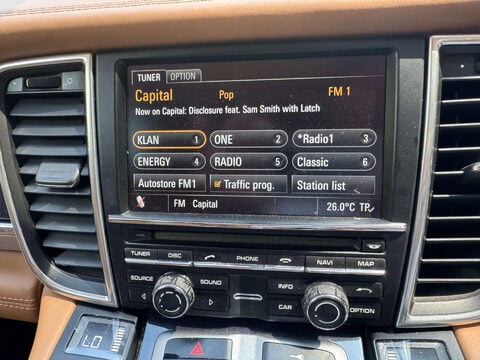 TUNER OPTION
Capital Pop FM 1
Now on Capital: Disclosure feat. Sam Smith with Latch
KLAN 1 ONE 2 *Radio1 3
ENERGY 4 RADIO 5 Classic 6
Autostore FM1 Traffic prog. Station list
FM Capital 26.0°C TP
TUNER DISC PHONE NAVI MAP
SOURCE SOUND INFO
CAR OPTION
LO